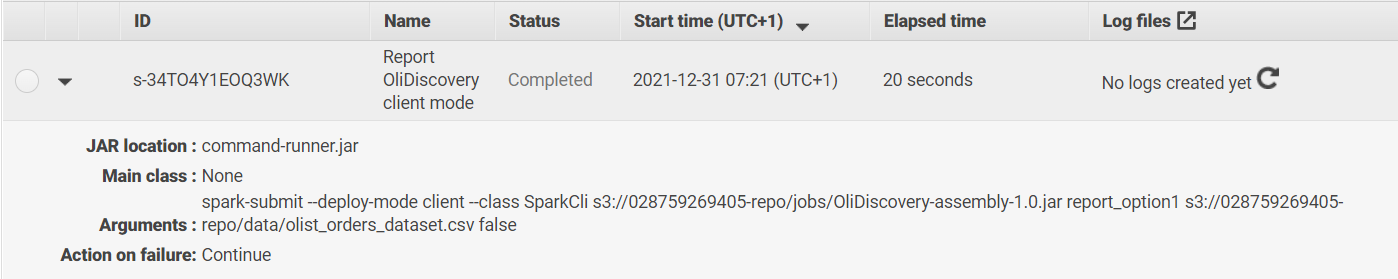 ID Name Status Start time (UTC+1) Elapsed time Log files
Report
s-34TO4Y1EOQ3WK OliDiscovery Completed 2021-12-31 07:21 (UTC+1) 20 seconds No logs created yet
client mode
JAR location : command-runner.jar
Main class : None
spark-submit --deploy-mode client --class SparkCli s3://028759269405-repo/jobs/OliDiscovery-assembly-1.0.jar report_option1 s3://028759269405-
Arguments : repo/data/olist_orders_dataset.csv false
Action on failure: Continue